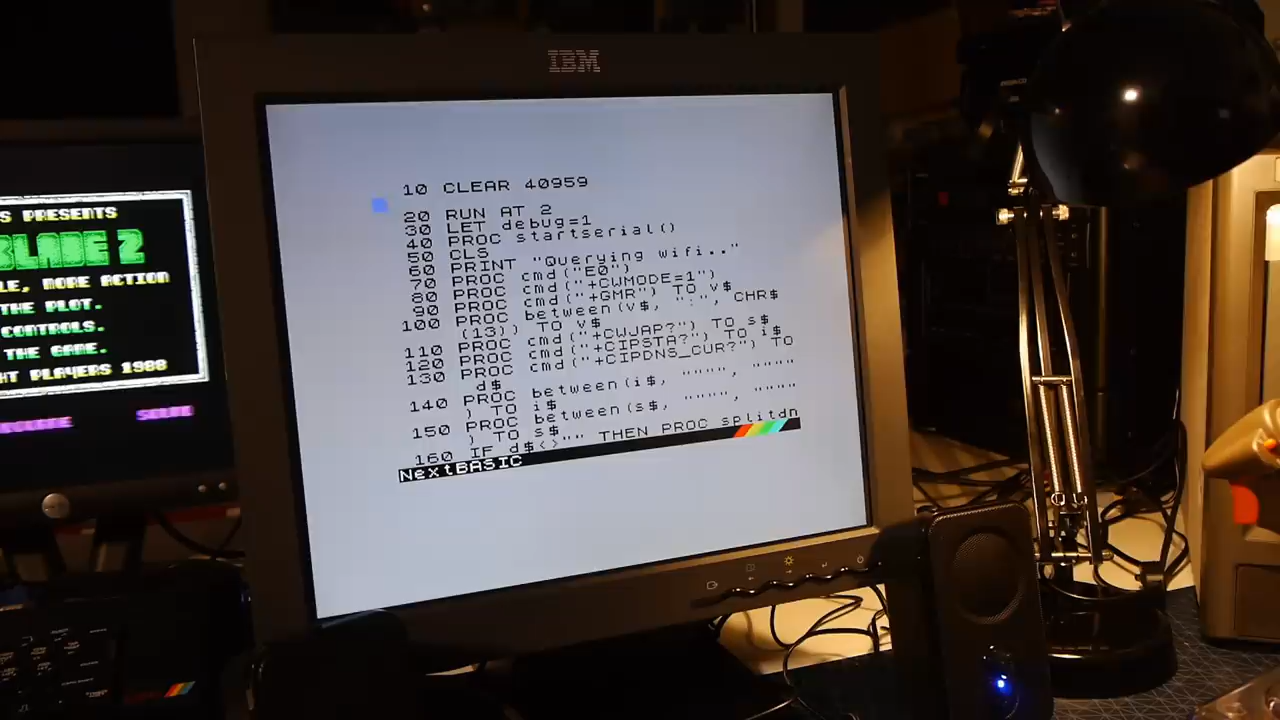 IBM
10 CLEAR 40959
20 RUN AT 2
30 LET debug=1
40 PROC startserial()
50 CLS
60 PRINT "Querying wifi.."
70 PROC cmd("E0")
80 PROC cmd("+CWMODE=1")
90 PROC cmd("+GMR") TO v$
100 PROC between(v$, ":", CHR$
(13)) TO v$
110 PROC cmd("+CWJAP?") TO s$
120 PROC cmd("+CIPSTA?") TO i$
130 PROC cmd("+CIPDNS_CUR?") TO
d$
140 PROC between(i$, """", """"
) TO i$
150 PROC between(s$, """", """"
) TO s$
160 IF d$<>"" THEN PROC splitdn
NextBASIC
S PRESENTS
BLADE 2
LE, MORE ACTION
THE PLOT.
CONTROLS.
THE GAME.
HT PLAYERS 1988